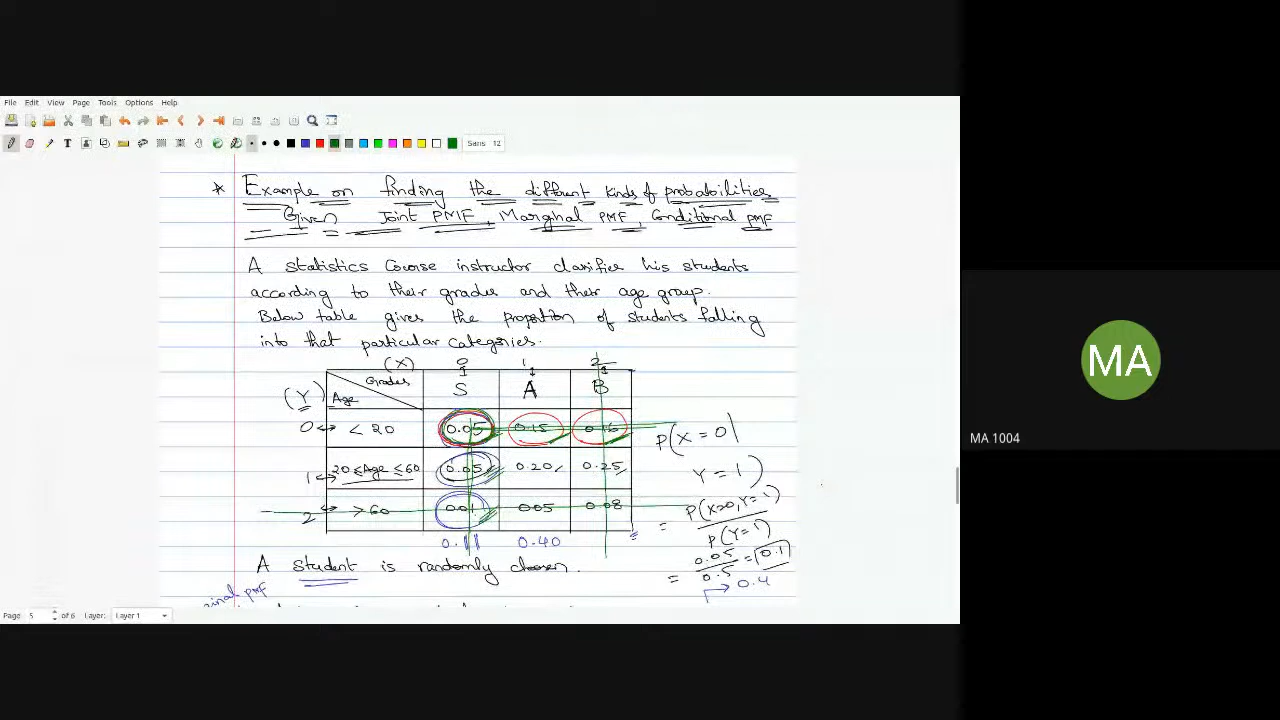 File Edit View Page Tools Options Help
Sans 12
* Example on finding the different kinds of probabilities
Given Joint PMF, Marginal PMF, Conditional PMF
A statistics Course instructor classifies his students
according to their grades and their age group.
Below table gives the proportion of students falling
into that particular categories.
(X) 0 1 2
Grades S A B
(Y) Age
0 ↔ < 20 0.05 0.15 0.16
1 ↔ 20 ≤ Age ≤ 60 0.05 0.20 0.25
2 ↔ > 60 0.01 0.05 0.08
0.11 0.40
P(X = 0|
Y = 1)
= P(X=0, Y=1)
P(Y=1)
= 0.05 = 0.1
0.5
→ 0.4
A student is randomly chosen.
PMF
MA
MA 1004
Page: 5 of 6 Layer: Layer 1